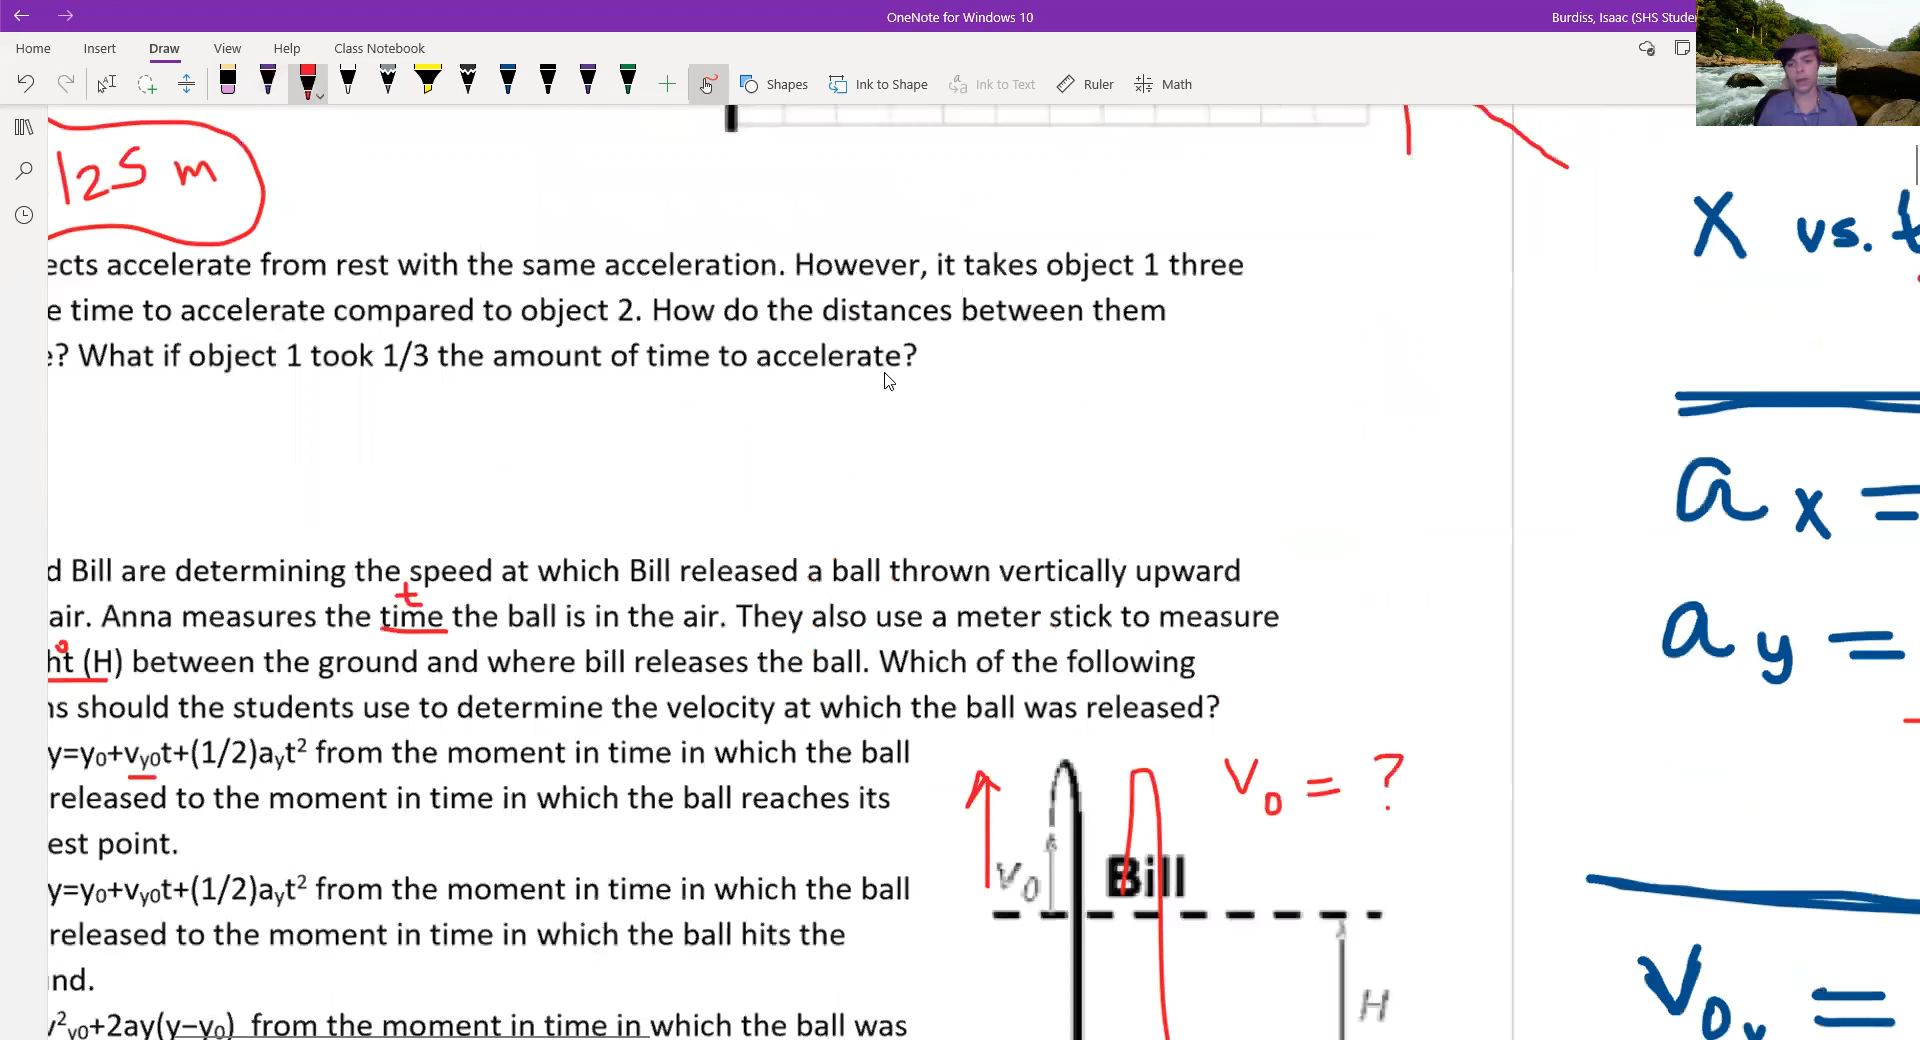 OneNote for Windows 10
Burdiss, Isaac (SHS Stude
Home Insert Draw View Help Class Notebook
Shapes Ink to Shape Ink to Text Ruler Math
125 m
X vs. t
ects accelerate from rest with the same acceleration. However, it takes object 1 three
e time to accelerate compared to object 2. How do the distances between them
e? What if object 1 took 1/3 the amount of time to accelerate?
ax =
ay =
d Bill are determining the speed at which Bill released a ball thrown vertically upward
t
air. Anna measures the time the ball is in the air. They also use a meter stick to measure
ht (H) between the ground and where bill releases the ball. Which of the following
ns should the students use to determine the velocity at which the ball was released?
y=y₀+vy₀t+(1/2)ayt² from the moment in time in which the ball
released to the moment in time in which the ball reaches its
est point.
V₀ = ?
V₀
Bill
y=y₀+vy₀t+(1/2)ayt² from the moment in time in which the ball
released to the moment in time in which the ball hits the
nd.
H
v²y₀+2ay(y−y₀) from the moment in time in which the ball was
V₀y =